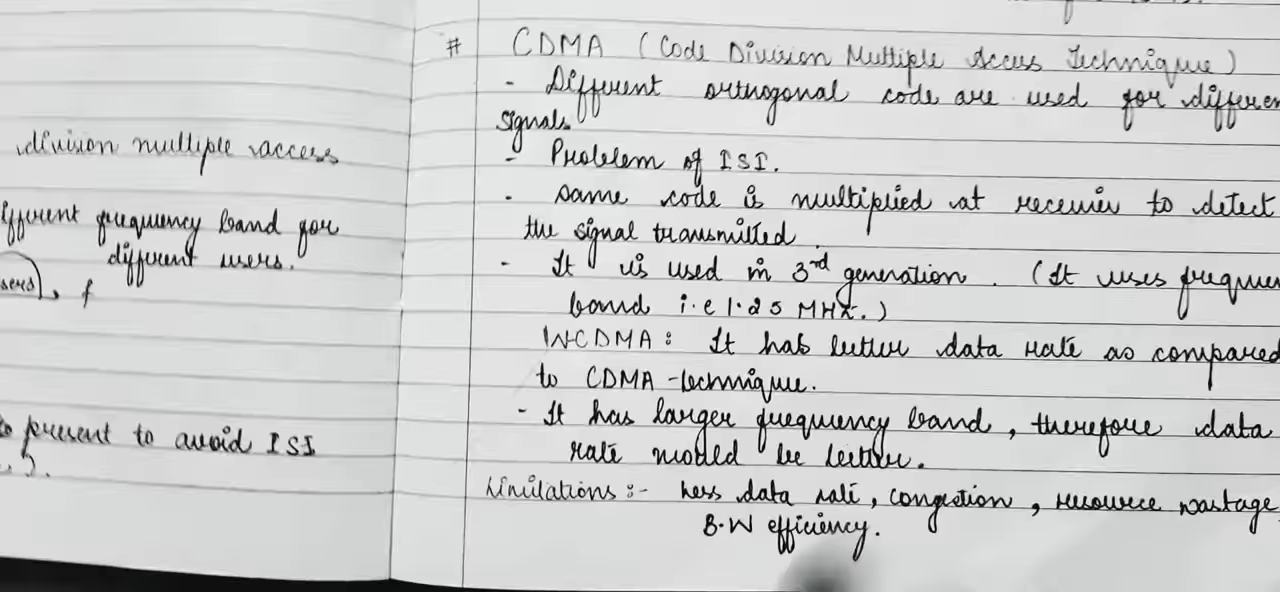 division multiple access
fferent frequency band for
different users.
sers), f
present to avoid ISI
# CDMA (Code Division Multiple Access Technique)
- Different orthogonal code are used for differen
signals.
- Problem of ISI.
- same code is multiplied at receiver to detect
the signal transmitted.
- It is used in 3rd generation. (It uses frequen
band i.e 1.25 MHz.)
WCDMA: It has better data rate as compared
to CDMA technique.
- It has larger frequency band, therefore data
rate would be better.
Limitations :- Less data rate, congestion, resource wastage
B.W efficiency.